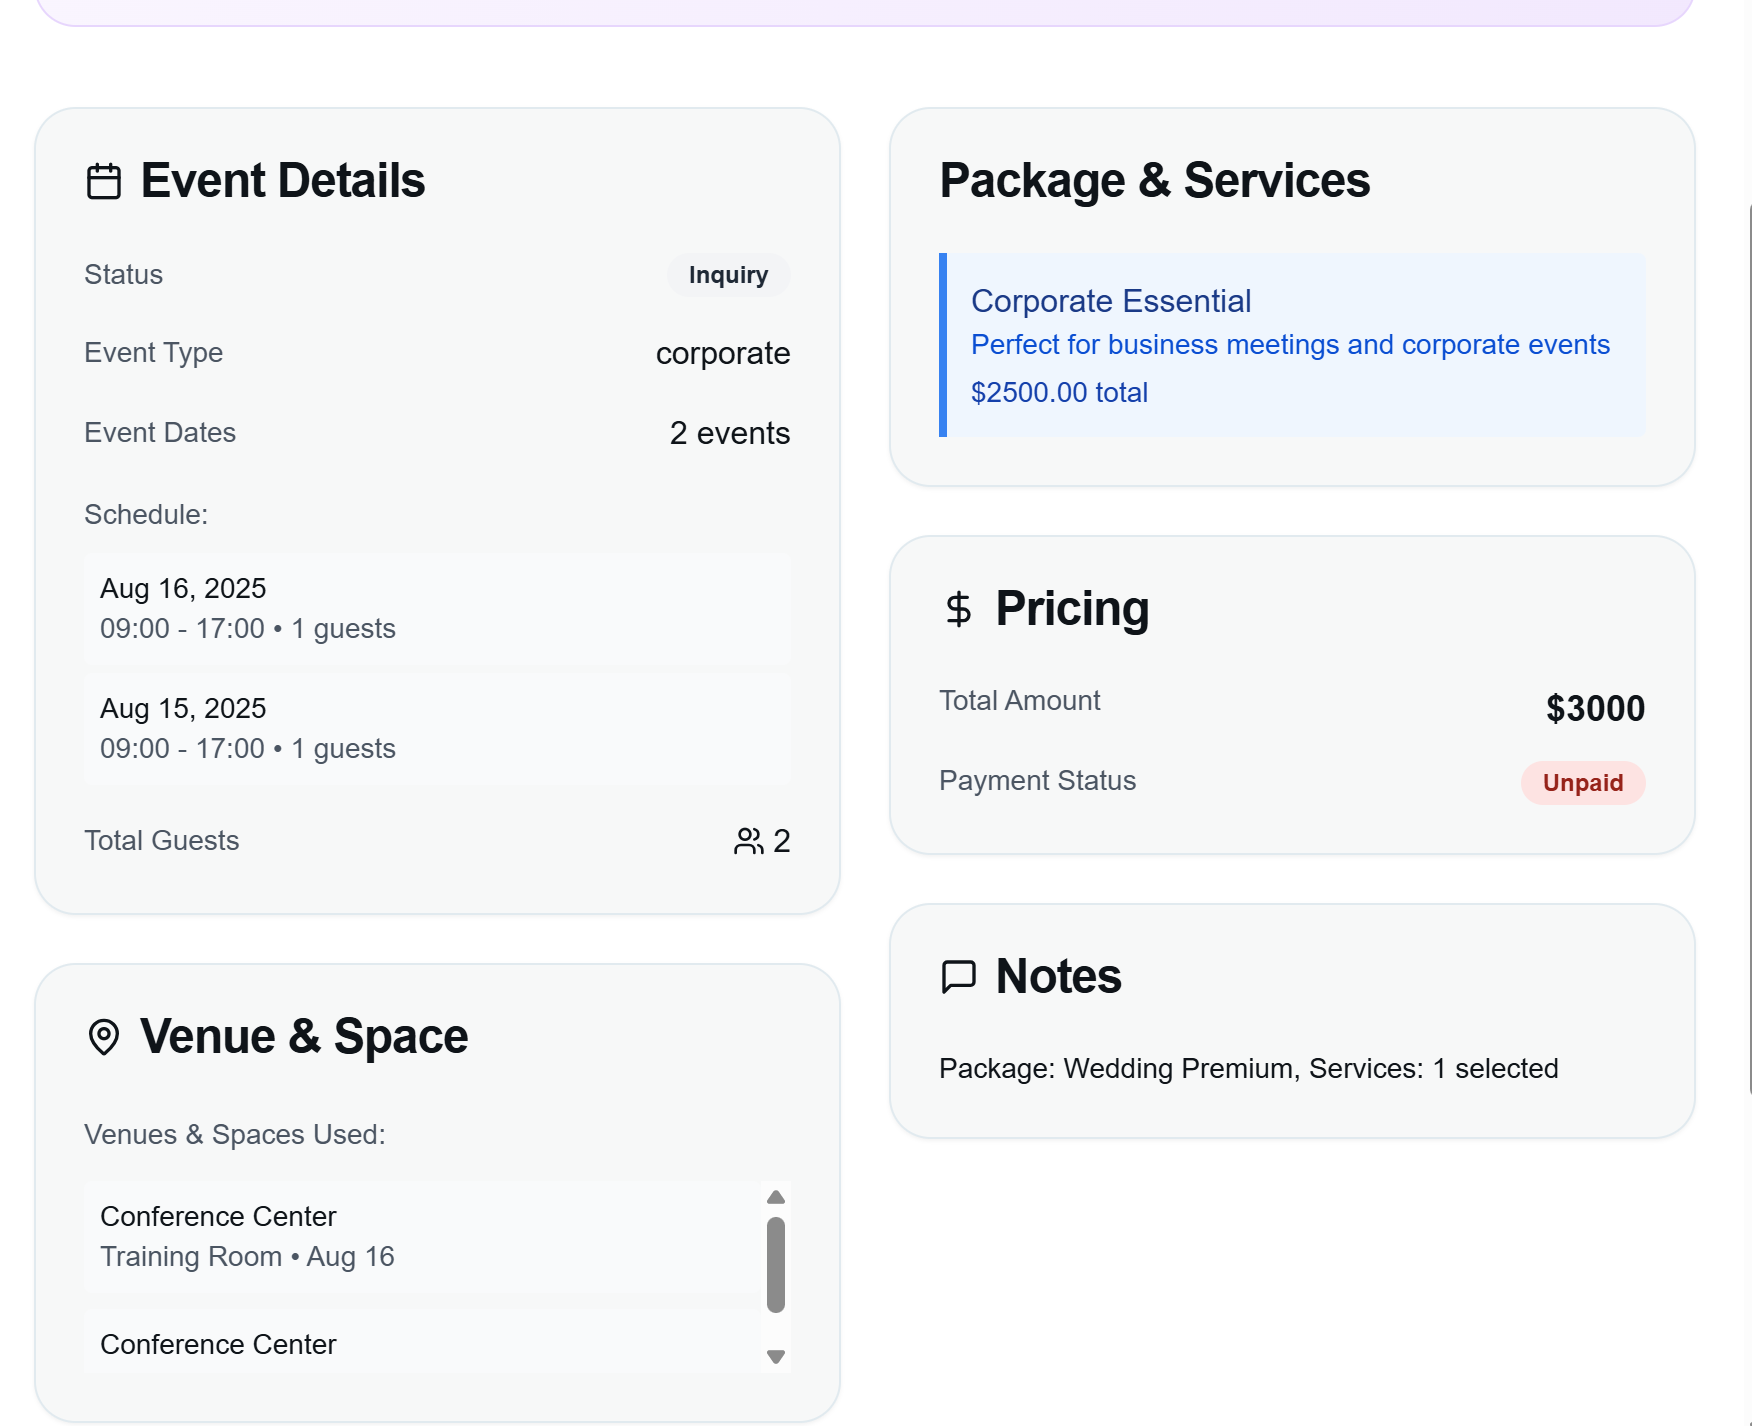 Event Details
Status
Inquiry
Event Type
corporate
Event Dates
2 events
Schedule:
Aug 16, 2025
09:00 - 17:00 • 1 guests
Aug 15, 2025
09:00 - 17:00 • 1 guests
Total Guests
2
Venue & Space
Venues & Spaces Used:
Conference Center
Training Room • Aug 16
Conference Center
Package & Services
Corporate Essential
Perfect for business meetings and corporate events
$2500.00 total
Pricing
Total Amount
$3000
Payment Status
Unpaid
Notes
Package: Wedding Premium, Services: 1 selected